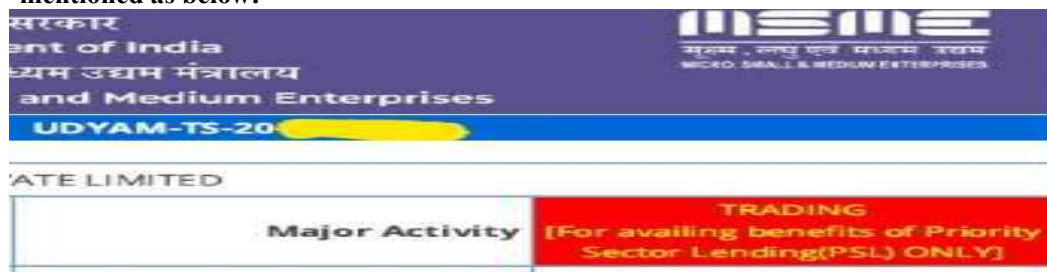 mentioned as below:
सरकार
ent of India
ध्यम उद्यम मंत्रालय
and Medium Enterprises
MSME
सूक्ष्म, लघु एवं मध्यम उद्यम
MICRO, SMALL & MEDIUM ENTERPRISES
UDYAM-TS-20
ATE LIMITED
Major Activity
TRADING
[For availing benefits of Priority
Sector Lending(PSL) ONLY]